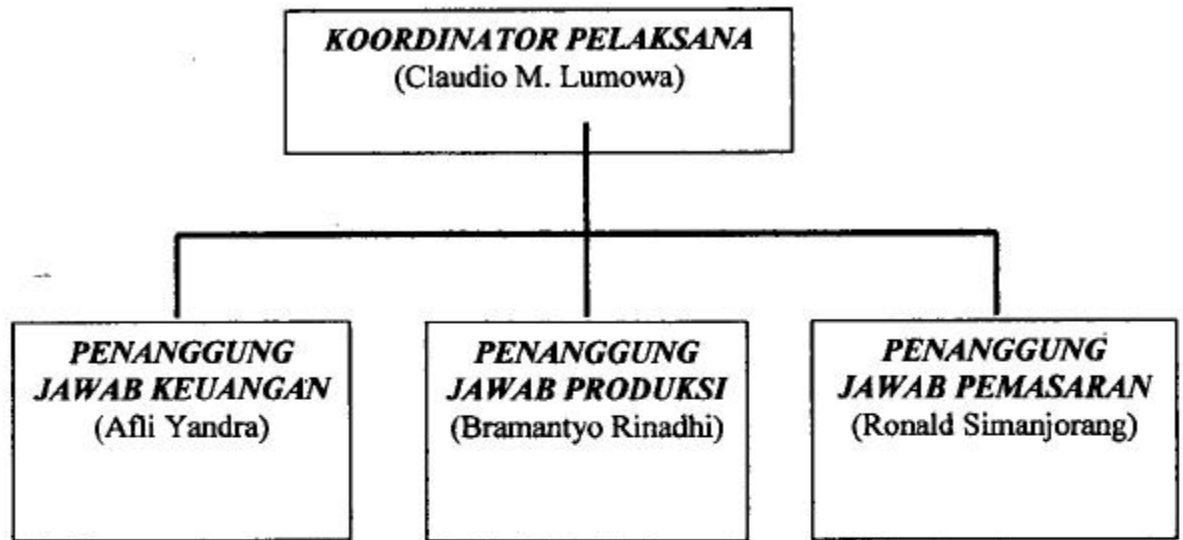 KOORDINATOR PELAKSANA
(Claudio M. Lumowa)
PENANGGUNG
JAWAB KEUANGAN
(Afli Yandra)
PENANGGUNG
JAWAB PRODUKSI
(Bramantyo Rinadhi)
PENANGGUNG
JAWAB PEMASARAN
(Ronald Simanjorang)